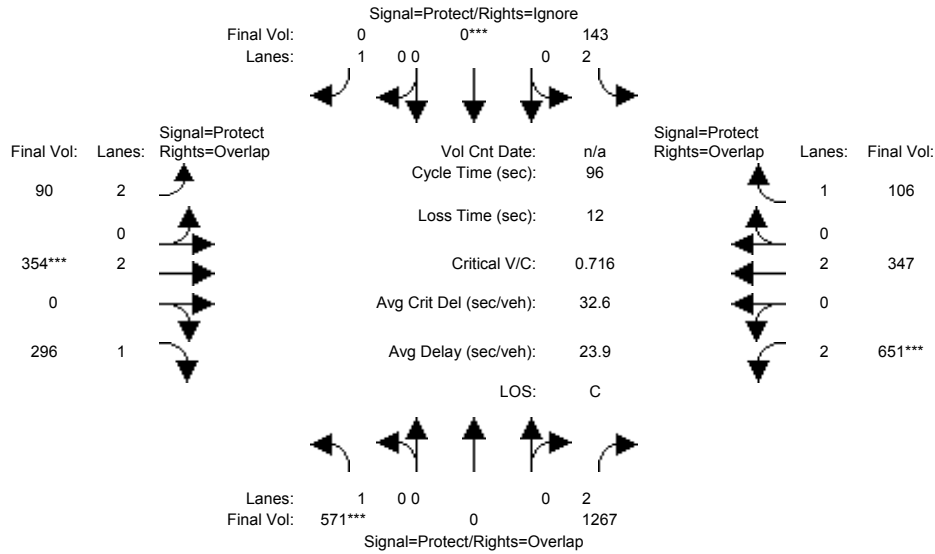 Signal=Protect/Rights=Ignore
Final Vol: 0 0*** 143
Lanes: 1 0 0 0 2
Signal=Protect Signal=Protect
Final Vol: Lanes: Rights=Overlap Vol Cnt Date: n/a Rights=Overlap Lanes: Final Vol:
Cycle Time (sec): 96
90 2 1 106
Loss Time (sec): 12
0 0
354*** 2 Critical V/C: 0.716 2 347
0 Avg Crit Del (sec/veh): 32.6 0
296 1 Avg Delay (sec/veh): 23.9 2 651***
LOS: C
Lanes: 1 0 0 0 2
Final Vol: 571*** 0 1267
Signal=Protect/Rights=Overlap